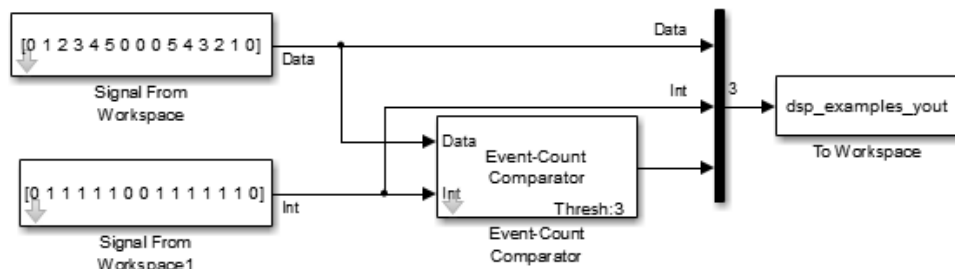 [0 1 2 3 4 5 0 0 0 5 4 3 2 1 0]
Data
Signal From
Workspace
Data
Int
3
dsp_examples_yout
To Workspace
Data
Event-Count
Comparator
Int
Thresh:3
Event-Count
Comparator
[0 1 1 1 1 1 0 0 1 1 1 1 1 1 0]
Int
Signal From
Workspace1